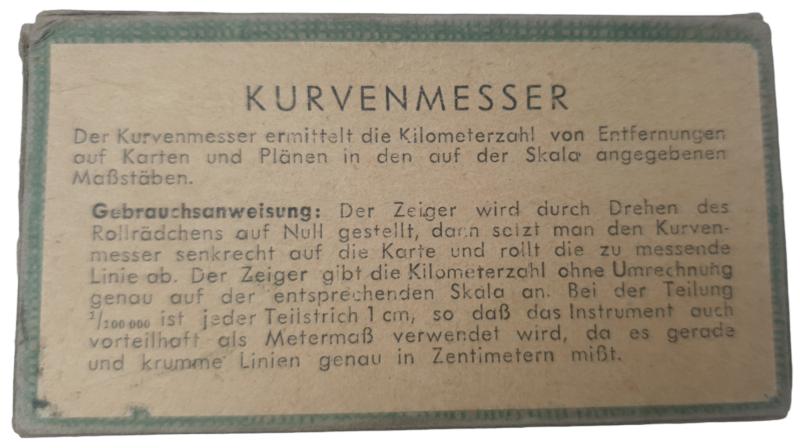 KURVENMESSER
Der Kurvenmesser ermittelt die Kilometerzahl von Entfernungen
auf Karten und Plänen in den auf der Skala angegebenen
Maßstäben.
Gebrauchsanweisung: Der Zeiger wird durch Drehen des
Rollrädchens auf Null gestellt, dann setzt man den Kurven-
messer senkrecht auf die Karte und rollt die zu messende
Linie ab. Der Zeiger gibt die Kilometerzahl ohne Umrechnung
genau auf der entsprechenden Skala an. Bei der Teilung
1/100 000 ist jeder Teilstrich 1 cm, so daß das Instrument auch
vorteilhaft als Metermaß verwendet wird, da es gerade
und krumme Linien genau in Zentimetern mißt.